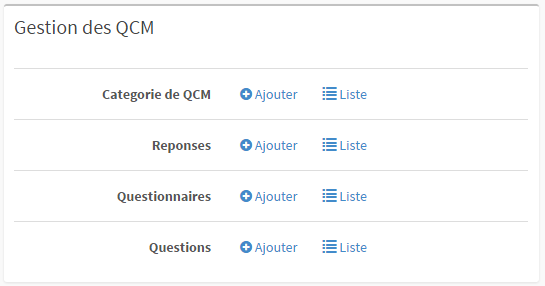 Gestion des QCM
Categorie de QCM Ajouter Liste
Reponses Ajouter Liste
Questionnaires Ajouter Liste
Questions Ajouter Liste